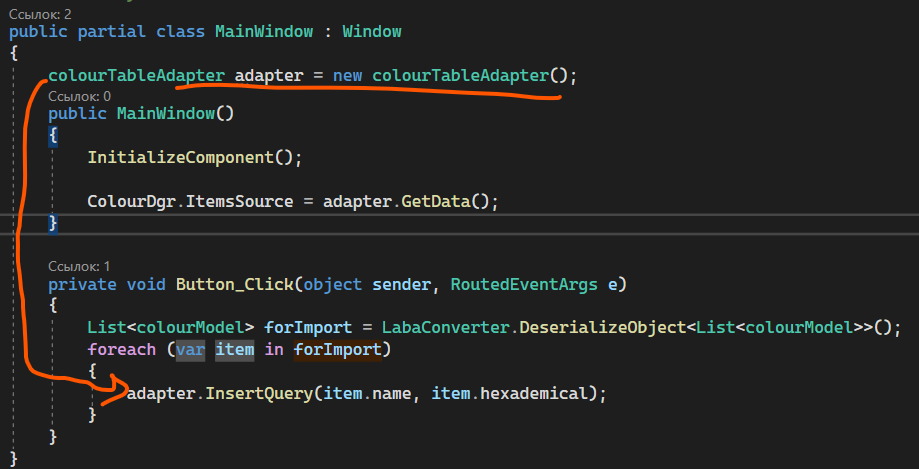 Ссылок: 2
public partial class MainWindow : Window
{
colourTableAdapter adapter = new colourTableAdapter();
Ссылок: 0
public MainWindow()
{
InitializeComponent();
ColourDgr.ItemsSource = adapter.GetData();
}
Ссылок: 1
private void Button_Click(object sender, RoutedEventArgs e)
{
List<colourModel> forImport = LabaConverter.DeserializeObject<List<colourModel>>();
foreach (var item in forImport)
{
adapter.InsertQuery(item.name, item.hexademical);
}
}
}